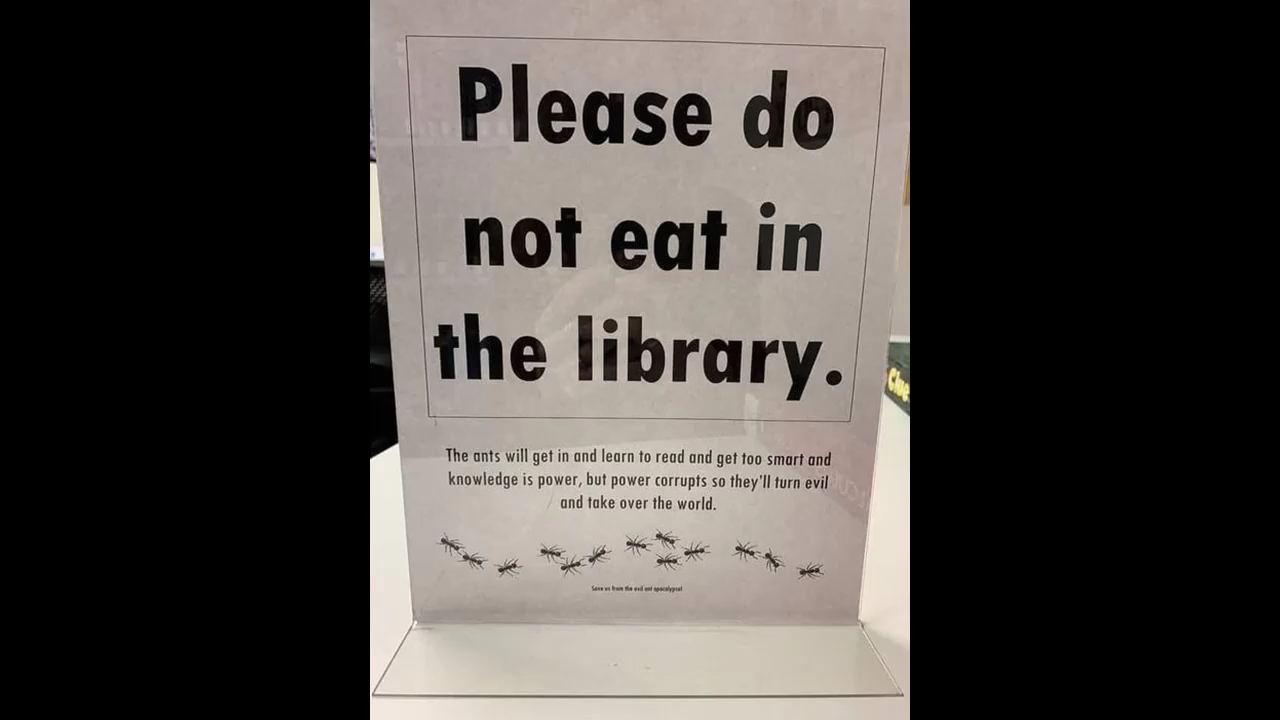 Please do
not eat in
the library.
The ants will get in and learn to read and get too smart and
knowledge is power, but power corrupts so they'll turn evil
and take over the world.
Save us from the evil ant apocalypse!
Clue